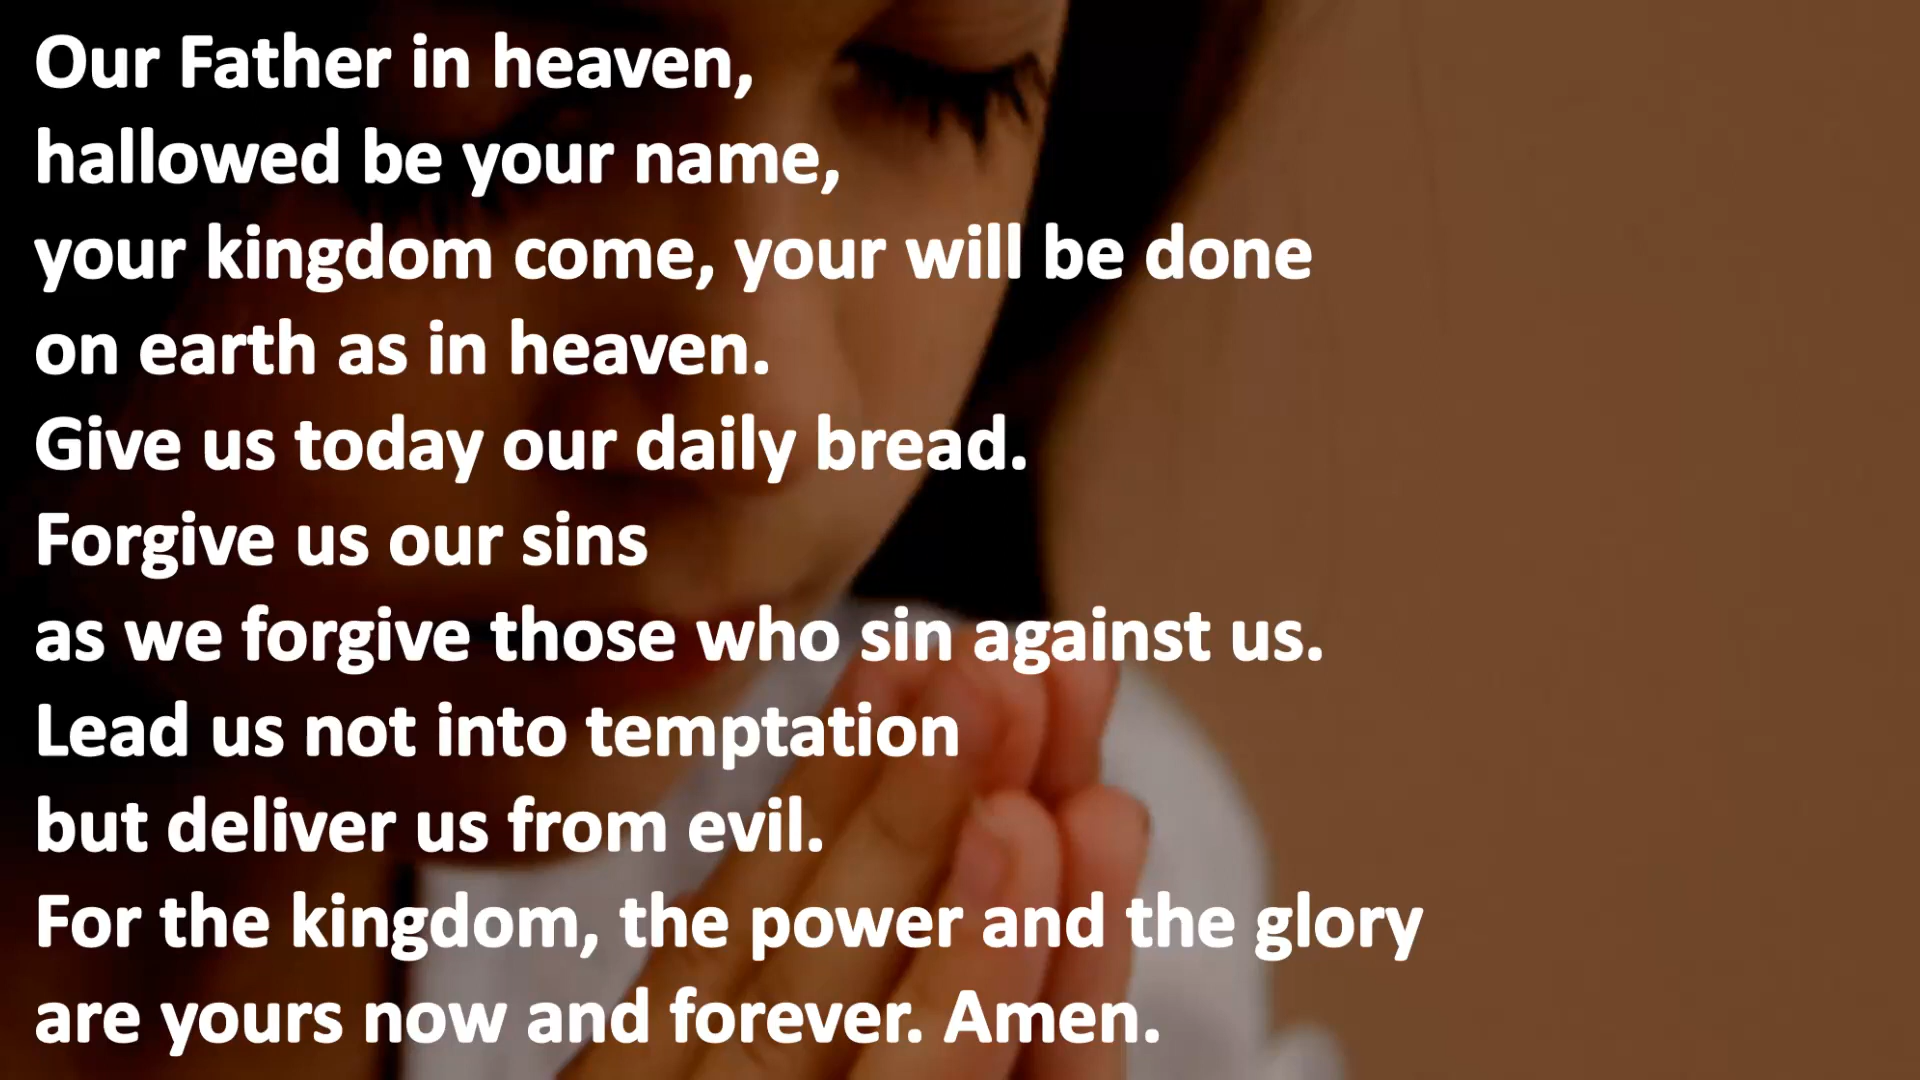 Our Father in heaven,
hallowed be your name,
your kingdom come, your will be done
on earth as in heaven.
Give us today our daily bread.
Forgive us our sins
as we forgive those who sin against us.
Lead us not into temptation
but deliver us from evil.
For the kingdom, the power and the glory
are yours now and forever. Amen.